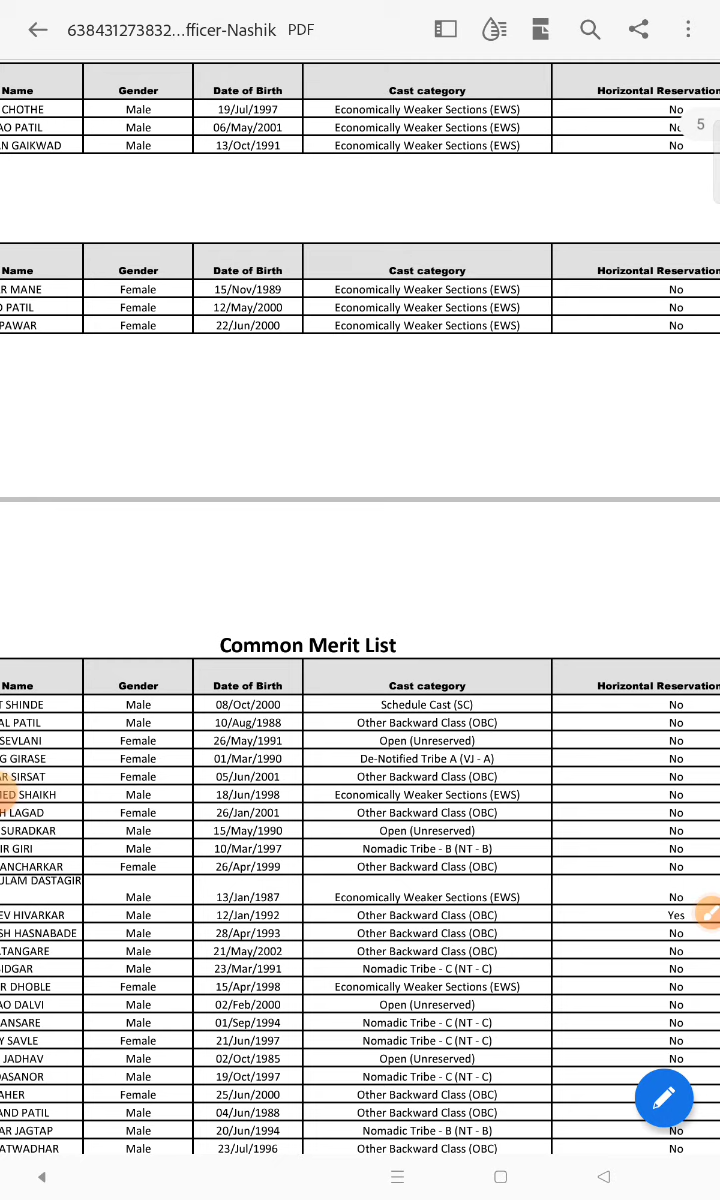 638431273832...fficer-Nashik PDF
Name Gender Date of Birth Cast category Horizontal Reservation
CHOTHE Male 19/Jul/1997 Economically Weaker Sections (EWS) No
AO PATIL Male 06/May/2001 Economically Weaker Sections (EWS) No
5
N GAIKWAD Male 13/Oct/1991 Economically Weaker Sections (EWS) No
Name Gender Date of Birth Cast category Horizontal Reservation
R MANE Female 15/Nov/1989 Economically Weaker Sections (EWS) No
O PATIL Female 12/May/2000 Economically Weaker Sections (EWS) No
PAWAR Female 22/Jun/2000 Economically Weaker Sections (EWS) No
Common Merit List
Name Gender Date of Birth Cast category Horizontal Reservation
T SHINDE Male 08/Oct/2000 Schedule Cast (SC) No
AL PATIL Male 10/Aug/1988 Other Backward Class (OBC) No
SEVLANI Female 26/May/1991 Open (Unreserved) No
G GIRASE Female 01/Mar/1990 De-Notified Tribe A (VJ - A) No
AR SIRSAT Female 05/Jun/2001 Other Backward Class (OBC) No
ED SHAIKH Male 18/Jun/1998 Economically Weaker Sections (EWS) No
H LAGAD Female 26/Jan/2001 Other Backward Class (OBC) No
SURADKAR Male 15/May/1990 Open (Unreserved) No
IR GIRI Male 10/Mar/1997 Nomadic Tribe - B (NT - B) No
ANCHARKAR Female 26/Apr/1999 Other Backward Class (OBC) No
ULAM DASTAGIR
Male 13/Jan/1987 Economically Weaker Sections (EWS) No
EV HIVARKAR Male 12/Jan/1992 Other Backward Class (OBC) Yes
SH HASNABADE Male 28/Apr/1993 Other Backward Class (OBC) No
TANGARE Male 21/May/2002 Other Backward Class (OBC) No
IDGAR Male 23/Mar/1991 Nomadic Tribe - C (NT - C) No
R DHOBLE Female 15/Apr/1998 Economically Weaker Sections (EWS) No
AO DALVI Male 02/Feb/2000 Open (Unreserved) No
ANSARE Male 01/Sep/1994 Nomadic Tribe - C (NT - C) No
Y SAVLE Female 21/Jun/1997 Nomadic Tribe - C (NT - C) No
JADHAV Male 02/Oct/1985 Open (Unreserved) No
DASANOR Male 19/Oct/1997 Nomadic Tribe - C (NT - C) No
AHER Female 25/Jun/2000 Other Backward Class (OBC)
AND PATIL Male 04/Jun/1988 Other Backward Class (OBC)
AR JAGTAP Male 20/Jun/1994 Nomadic Tribe - B (NT - B) No
ATWADHAR Male 23/Jul/1996 Other Backward Class (OBC) No